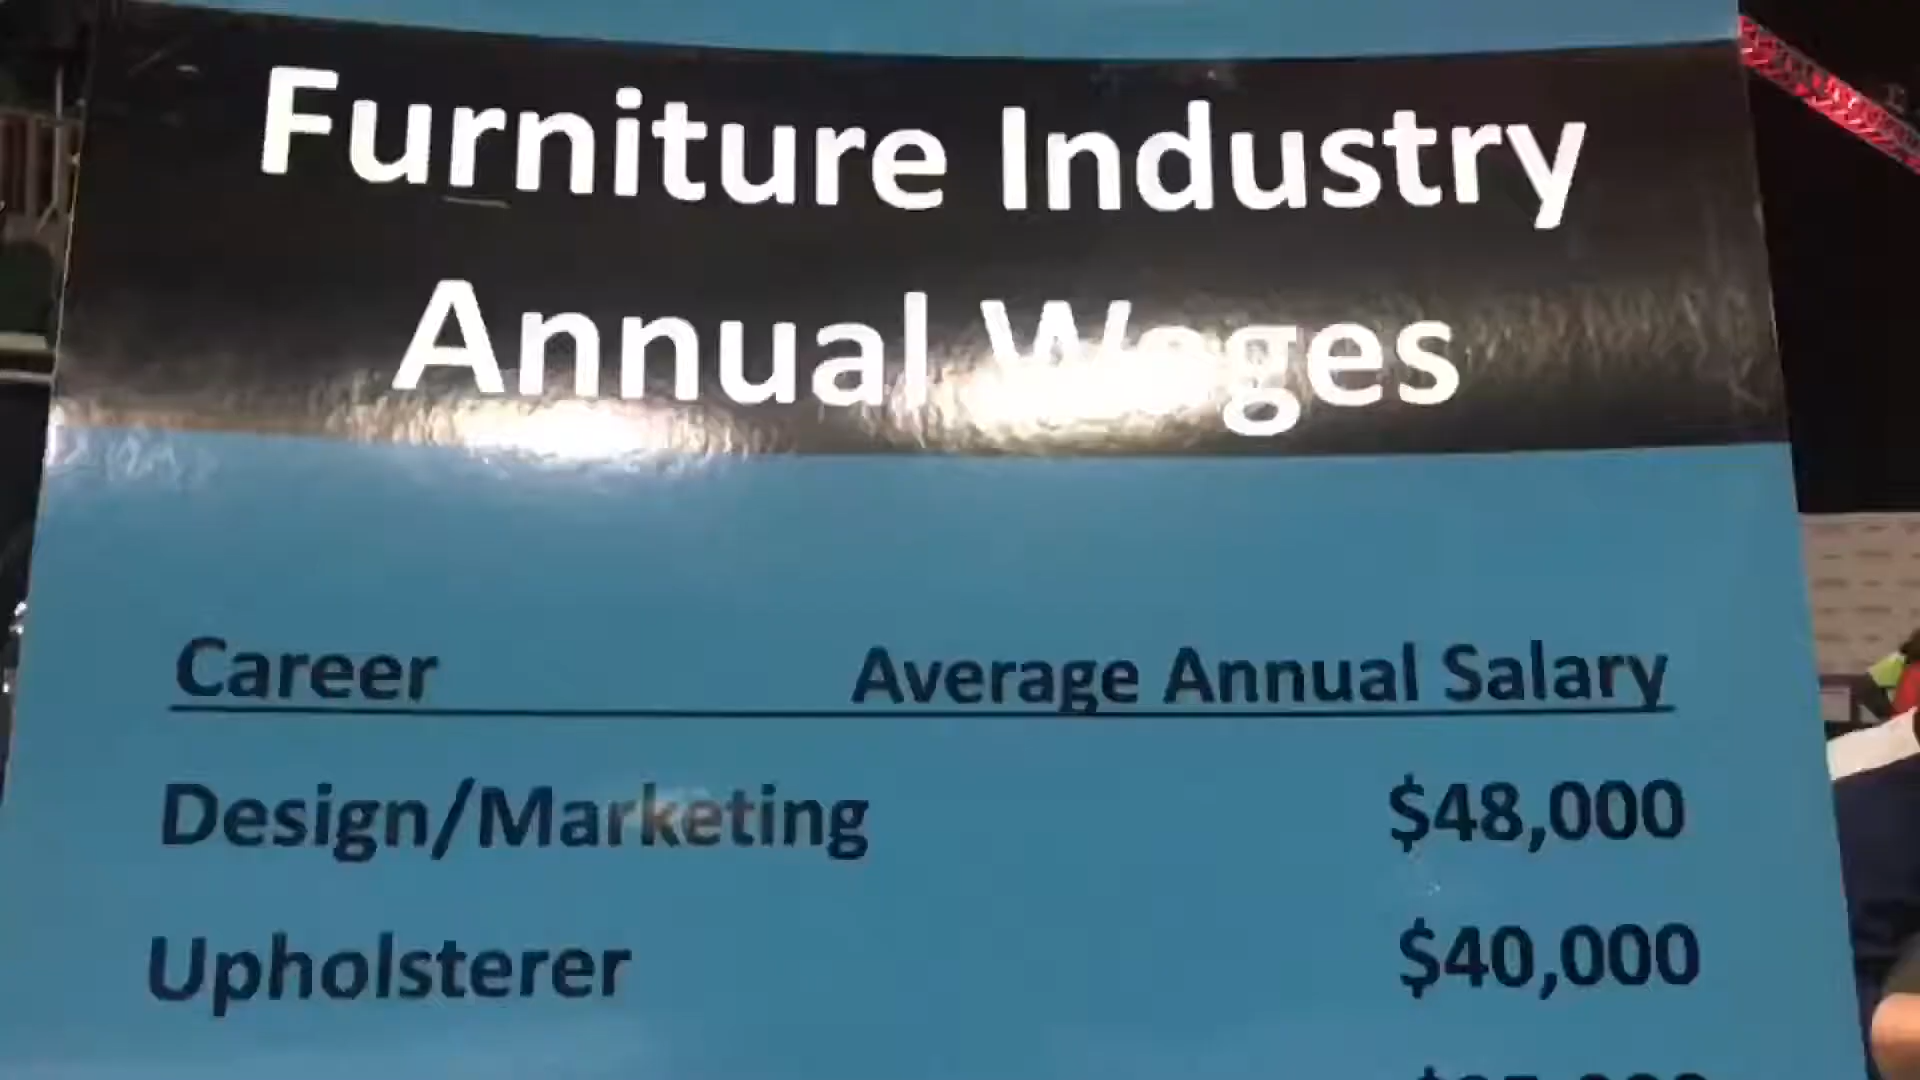 Furniture Industry
Annual Wages
Career Average Annual Salary
Design/Marketing $48,000
Upholsterer $40,000